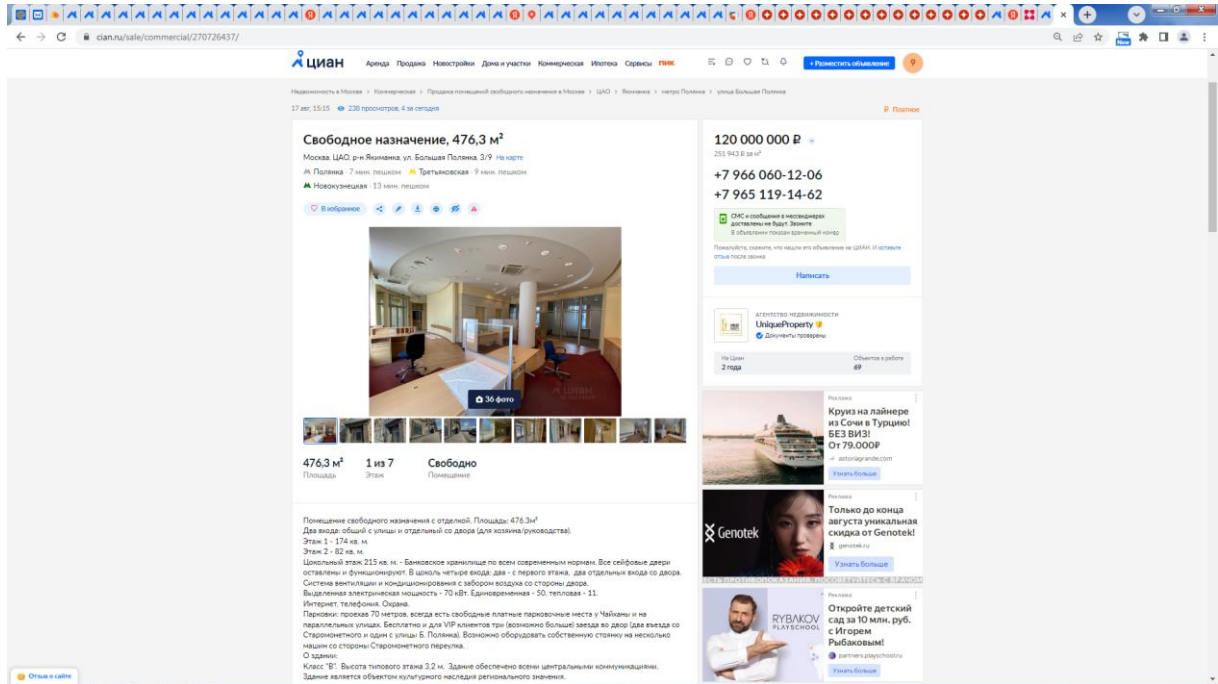 cian.ru/sale/commercial/270726437/
New
циан
Аренда Продажа Новостройки Дома и участки Коммерческая Ипотека Сервисы ПИК
+ Разместить объявление
Недвижимость в Москве > Коммерческая > Продажа помещений свободного назначения в Москве > ЦАО > Якиманка > метро Полянка > улица Большая Полянка
17 авг, 15:15 238 просмотров, 4 за сегодня
₽ Платное
Свободное назначение, 476,3 м²
Москва, ЦАО, р-н Якиманка, ул. Большая Полянка, 3/9 На карте
Полянка · 7 мин. пешком Третьяковская · 9 мин. пешком
Новокузнецкая · 13 мин. пешком
В избранное
36 фото
476,3 м² 1 из 7 Свободно
Площадь Этаж Помещение
Помещение свободного назначения с отделкой. Площадь: 476.3м²
Два входа: общий с улицы и отдельный со двора (для хозяина/руководства).
Этаж 1 - 174 кв. м.
Этаж 2 - 82 кв. м.
Цокольный этаж 215 кв. м. - Банковское хранилище по всем современным нормам. Все сейфовые двери
оставлены и функционируют. В цоколь четыре входа: два - с первого этажа, два отдельных входа со двора.
Система вентиляции и кондиционирования с забором воздуха со стороны двора.
Выделенная электрическая мощность - 70 кВт. Единовременная - 50, тепловая - 11.
Интернет, телефония. Охрана.
Парковки: проехав 70 метров, всегда есть свободные платные парковочные места у Чайханы и на
параллельных улицах. Бесплатно и для VIP клиентов три (возможно больше) заезда во двор (два въезда со
Старомонетного и один с улицы Б. Полянка). Возможно оборудовать собственную стоянку на несколько
машин со стороны Старомонетного переулка.
О здании:
Класс "В". Высота типового этажа 3,2 м. Здание обеспечено всеми центральными коммуникациями.
Здание является объектом культурного наследия регионального значения.
120 000 000 ₽
251 943 ₽ за м²
+7 966 060-12-06
+7 965 119-14-62
СМС и сообщения в мессенджерах
доставлены не будут. Звоните
В объявлении показан временный номер
Пожалуйста, скажите, что нашли это объявление на ЦИАН. И оставьте
отзыв после звонка
Написать
АГЕНТСТВО НЕДВИЖИМОСТИ
UniqueProperty
Документы проверены
На Циан Объектов в работе
2 года 69
Реклама
Круиз на лайнере
из Сочи в Турцию!
БЕЗ ВИЗ!
От 79.000₽
astoriagrande.com
Узнать больше
Реклама
Genotek
Только до конца
августа уникальная
скидка от Genotek!
genotek.ru
Узнать больше
ЕСТЬ ПРОТИВОПОКАЗАНИЯ. ПОСОВЕТУЙТЕСЬ С ВРАЧОМ
Реклама
RYBAKOV
PLAYSCHOOL
Откройте детский
сад за 10 млн. руб.
с Игорем
Рыбаковым!
partners.playschool.ru
Узнать больше
Отзыв о сайте